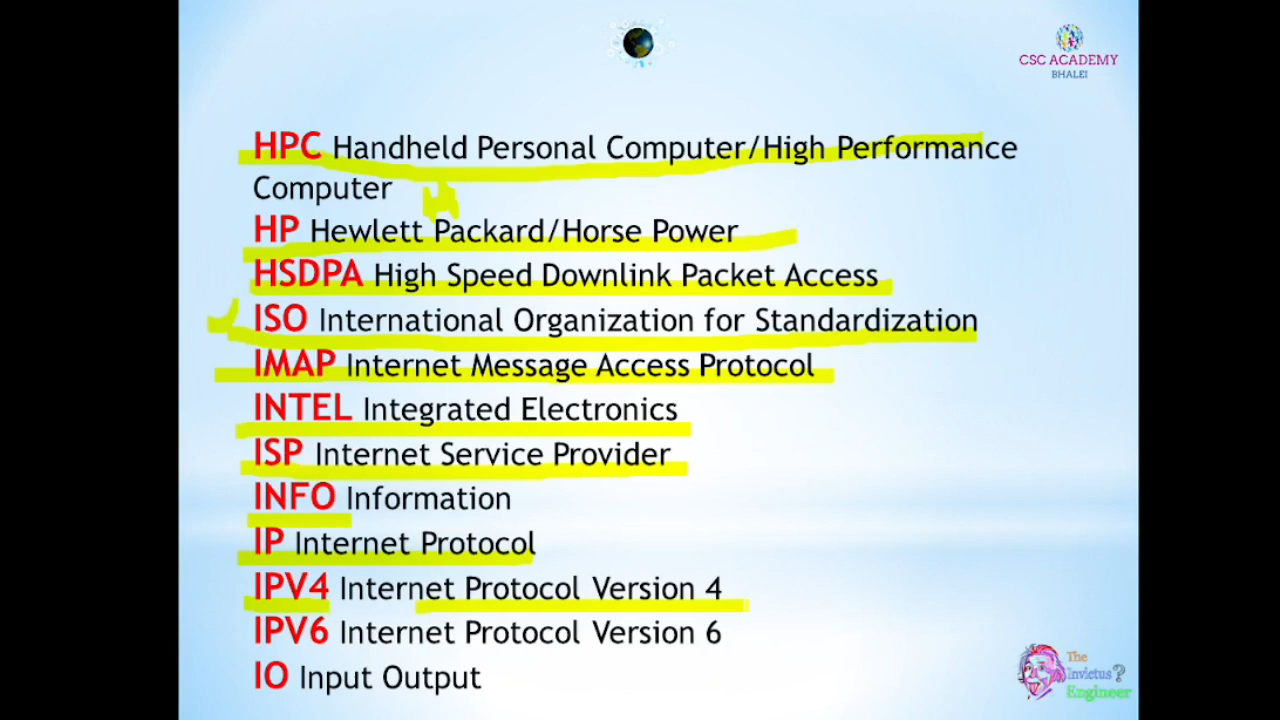 CSC ACADEMY
BHALEI
HPC Handheld Personal Computer/High Performance
Computer
HP Hewlett Packard/Horse Power
HSDPA High Speed Downlink Packet Access
ISO International Organization for Standardization
IMAP Internet Message Access Protocol
INTEL Integrated Electronics
ISP Internet Service Provider
INFO Information
IP Internet Protocol
IPV4 Internet Protocol Version 4
IPV6 Internet Protocol Version 6
IO Input Output
The
Invictus?
Engineer